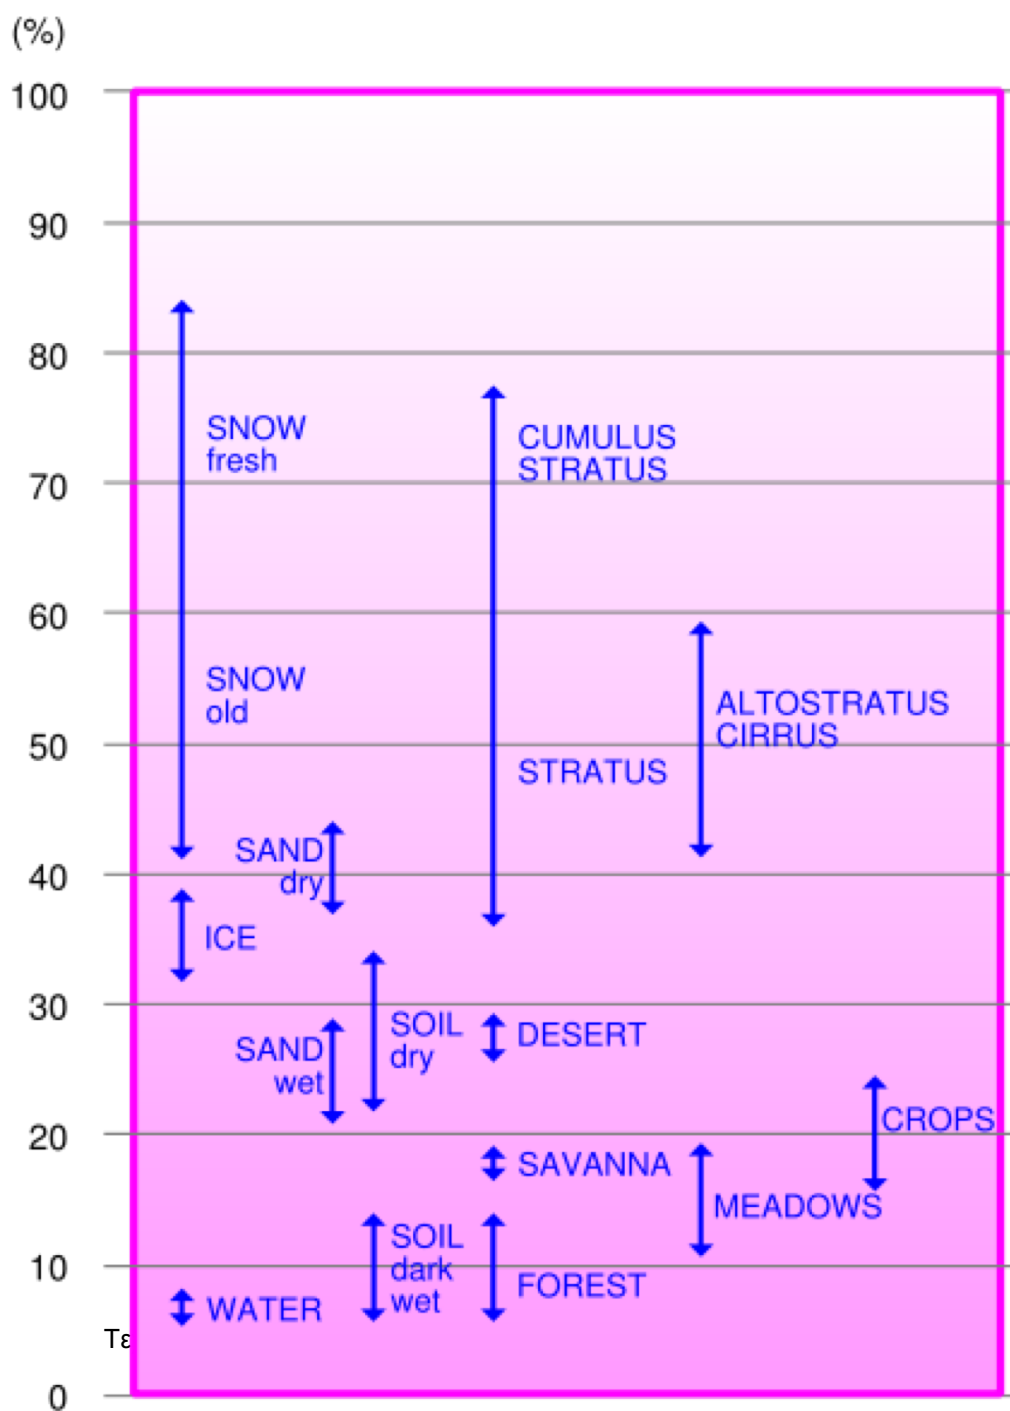 (%)
100
90
80
SNOW
fresh
CUMULUS
STRATUS
70
60
SNOW
old
ALTOSTRATUS
CIRRUS
50
STRATUS
SAND
dry
40
ICE
30
SOIL
dry
DESERT
SAND
wet
CROPS
20
SAVANNA
MEADOWS
SOIL
dark
wet
10
FOREST
WATER
0